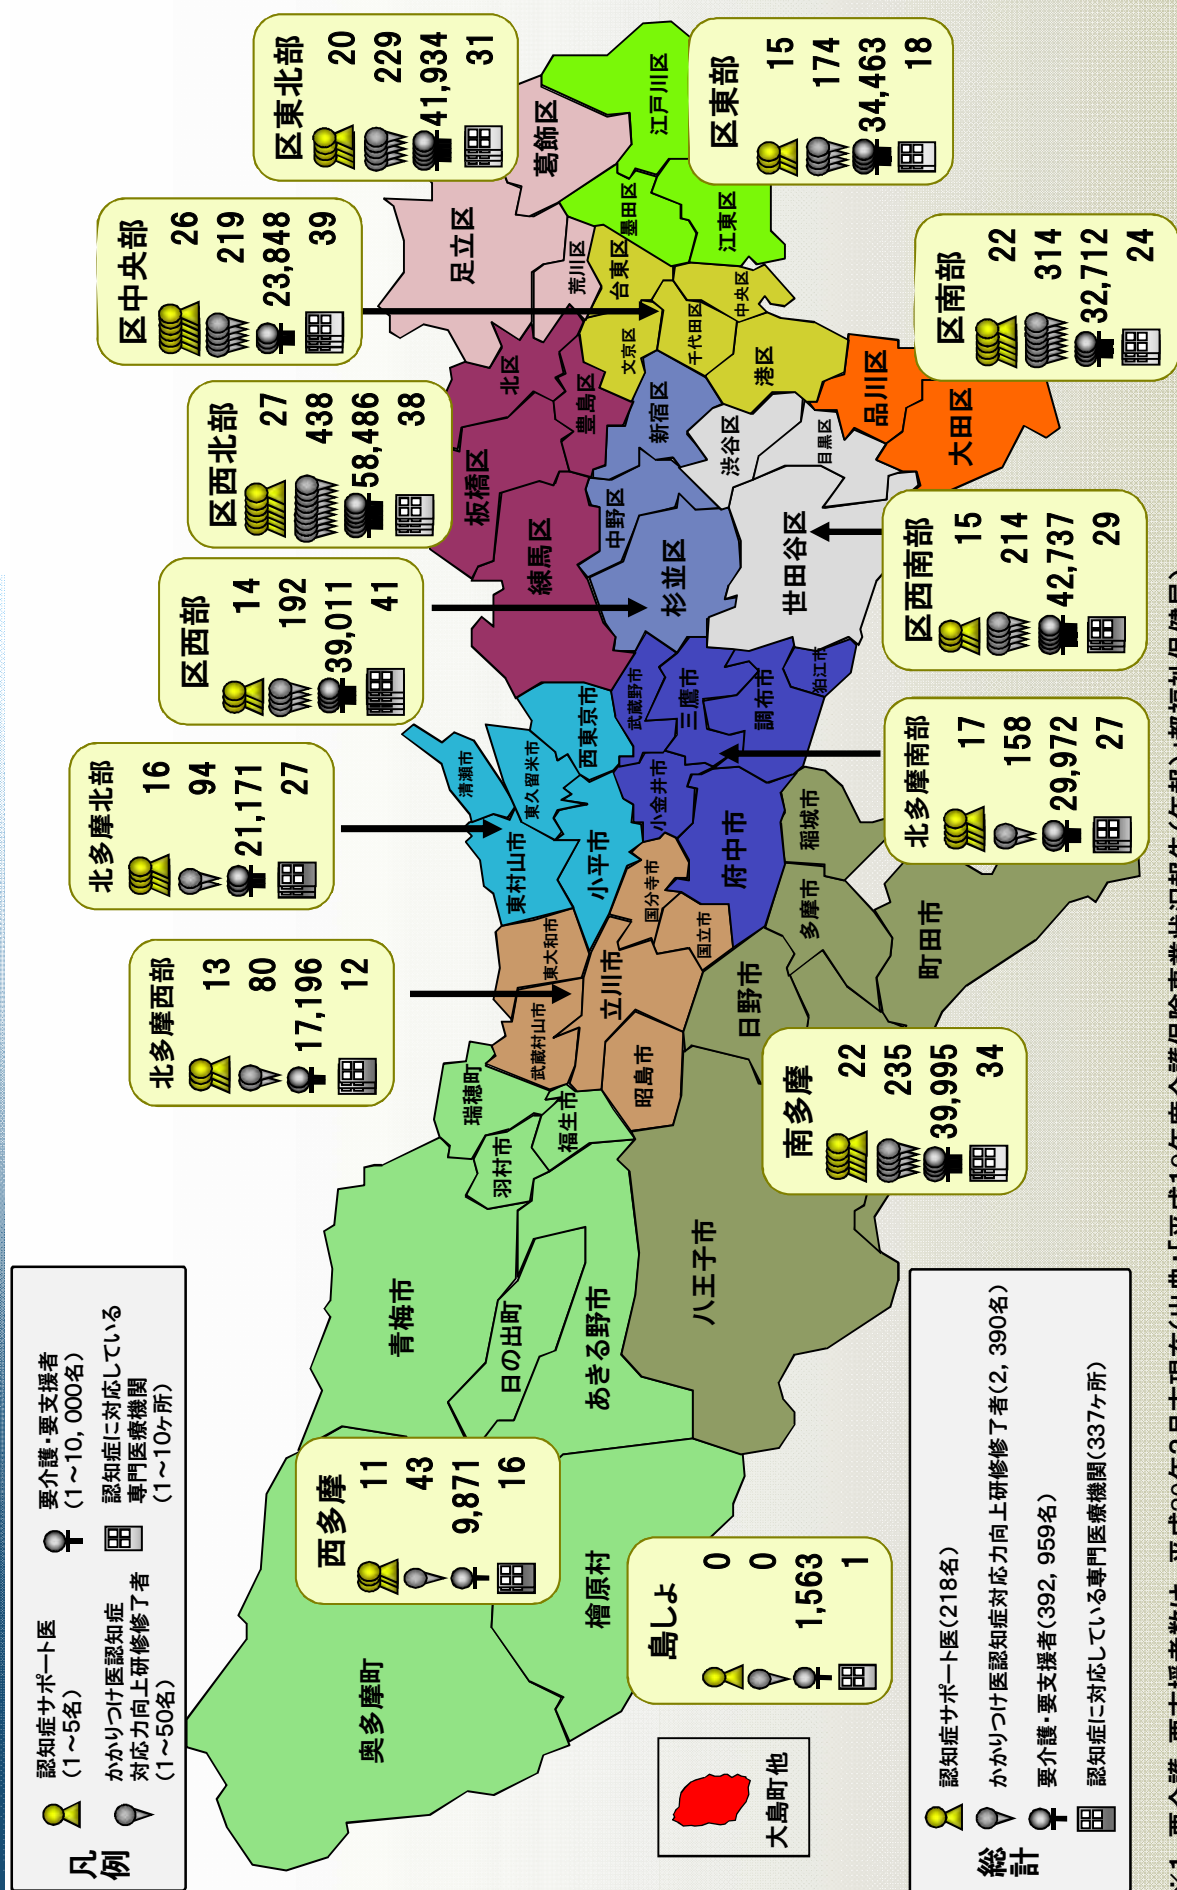 凡例
認知症サポート医
(1～5名)
かかりつけ医認知症
対応力向上研修修了者
(1～50名)
要介護・要支援者
(1～10,000名)
認知症に対応している
専門医療機関
(1～10ヶ所)
北多摩西部
13
80
17,196
12
北多摩北部
16
94
21,171
27
区西部
14
192
39,011
41
区西北部
27
438
58,486
38
区中央部
26
219
23,848
39
区東北部
20
229
41,934
31
西多摩
11
43
9,871
16
島しょ
0
0
1,563
1
南多摩
22
235
39,995
34
北多摩南部
17
158
29,972
27
区西南部
15
214
42,737
29
区南部
22
314
32,712
24
区東部
15
174
34,463
18
奥多摩町
檜原村
青梅市
日の出町
あきる野市
羽村市
瑞穂町
福生市
八王子市
日野市
多摩市
稲城市
町田市
武蔵村山市
東大和市
立川市
昭島市
国分寺市
国立市
東村山市
清瀬市
東久留米市
小平市
西東京市
府中市
小金井市
武蔵野市
三鷹市
調布市
狛江市
練馬区
板橋区
北区
豊島区
中野区
杉並区
新宿区
世田谷区
渋谷区
目黒区
品川区
大田区
文京区
千代田区
港区
中央区
台東区
荒川区
足立区
葛飾区
墨田区
江東区
江戸川区
大島町他
総計
認知症サポート医(218名)
かかりつけ医認知症対応力向上研修修了者(2,390名)
要介護・要支援者(392,959名)
認知症に対応している専門医療機関(337ヶ所)